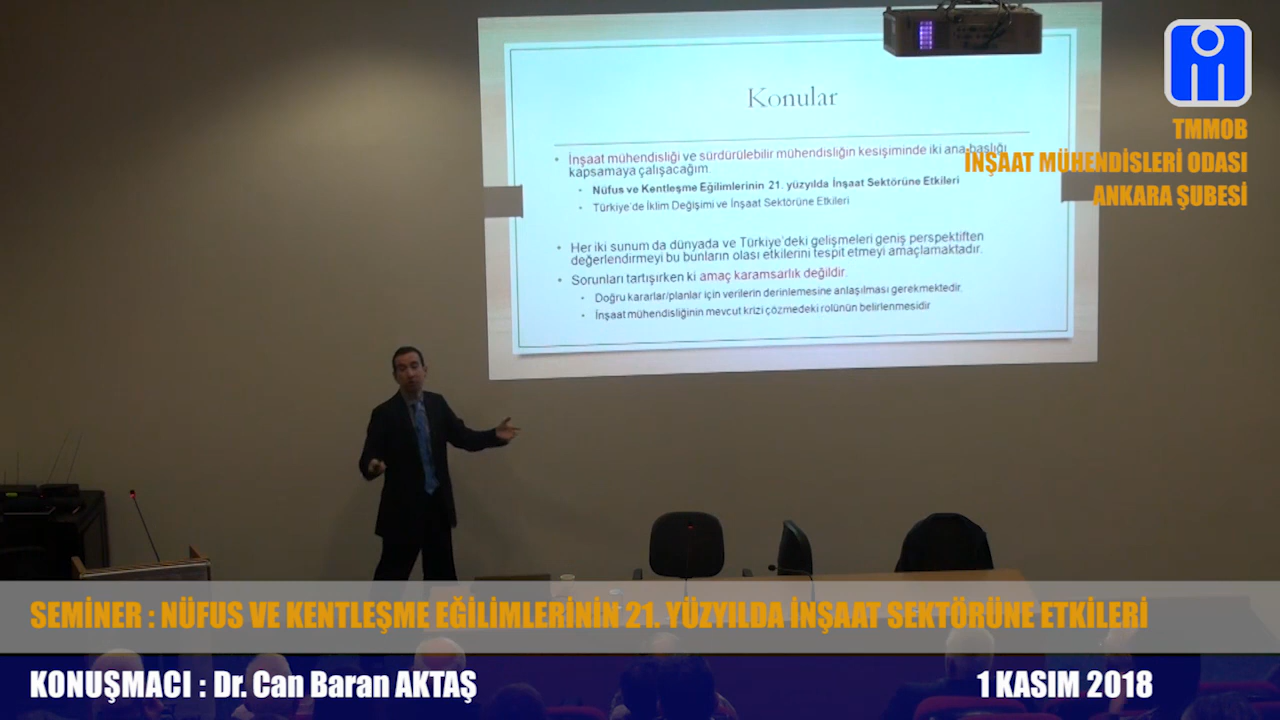 Konular
İnşaat mühendisliği ve sürdürülebilir mühendisliğin kesişiminde iki ana başlığı
kapsamaya çalışacağım.
Nüfus ve Kentleşme Eğilimlerinin 21. yüzyılda İnşaat Sektörüne Etkileri
Türkiye'de İklim Değişimi ve İnşaat Sektörüne Etkileri
Her iki sunum da dünyada ve Türkiye'deki gelişmeleri geniş perspektiften
değerlendirmeyi bu bunların olası etkilerini tespit etmeyi amaçlamaktadır.
Sorunları tartışırken ki amaç karamsarlık değildir.
Doğru kararlar/planlar için verilerin derinlemesine anlaşılması gerekmektedir.
İnşaat mühendisliğinin mevcut krizi çözmedeki rolünün belirlenmesidir
TMMOB
İNŞAAT MÜHENDİSLERİ ODASI
ANKARA ŞUBESİ
SEMİNER : NÜFUS VE KENTLEŞME EĞİLİMLERİNİN 21. YÜZYILDA İNŞAAT SEKTÖRÜNE ETKİLERİ
KONUŞMACI : Dr. Can Baran AKTAŞ
1 KASIM 2018